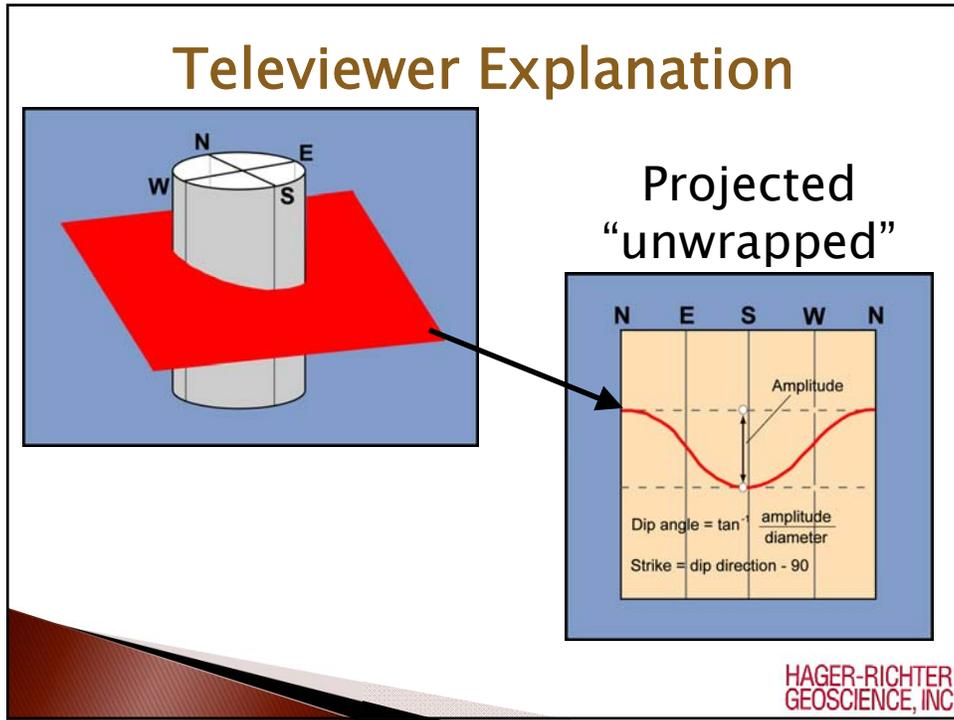 Televiewer Explanation
N
E
W
S
Projected
“unwrapped”
N E S W N
Amplitude
Dip angle = tan-1 amplitude
diameter
Strike = dip direction - 90
HAGER-RICHTER
GEOSCIENCE, INC